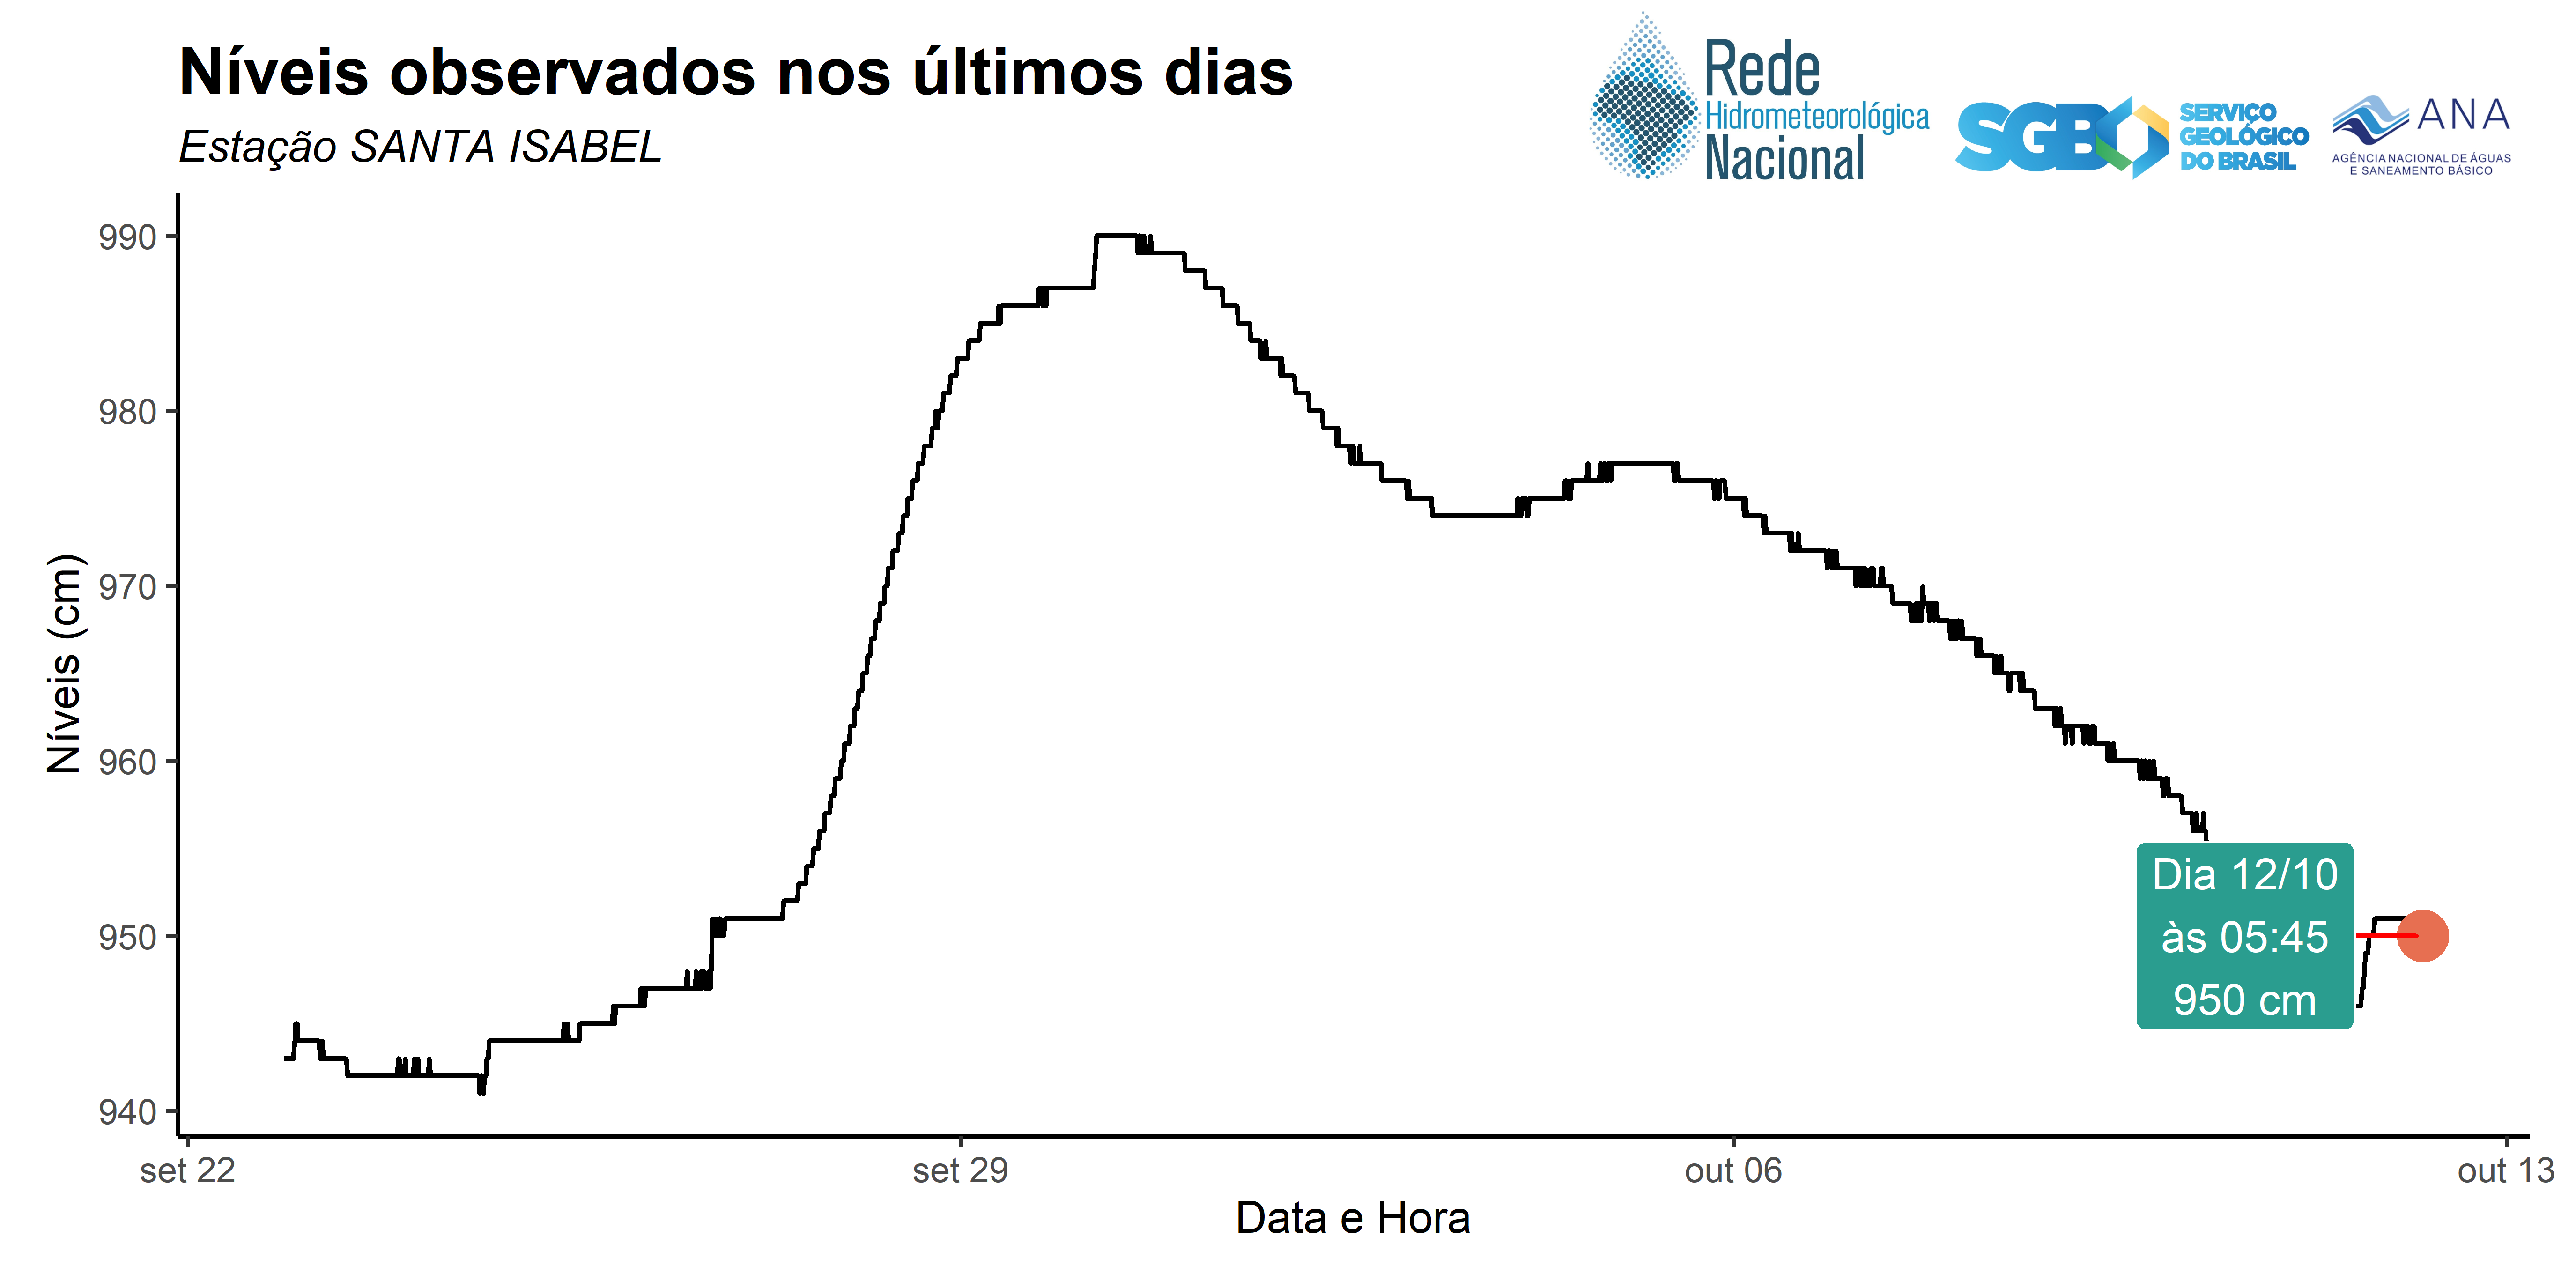 Níveis observados nos últimos dias
Estação SANTA ISABEL
Rede
Hidrometeorológica
Nacional
SGB
SERVIÇO
GEOLÓGICO
DO BRASIL
ANA
AGÊNCIA NACIONAL DE ÁGUAS
E SANEAMENTO BÁSICO
Níveis (cm)
990
980
970
960
950
940
Dia 12/10
às 05:45
950 cm
set 22
set 29
out 06
out 13
Data e Hora